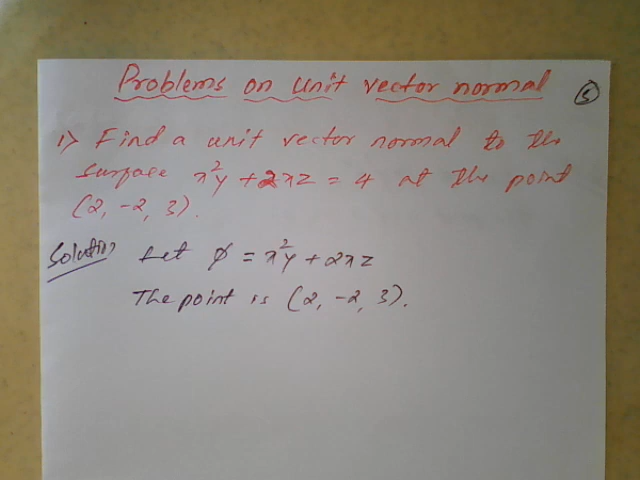 Problems on unit vector normal
5
1) Find a unit vector normal to the
surface x²y + 2xz = 4 at the point
(2, -2, 3).
Solution Let ϕ = x²y + 2xz
The point is (2, -2, 3).